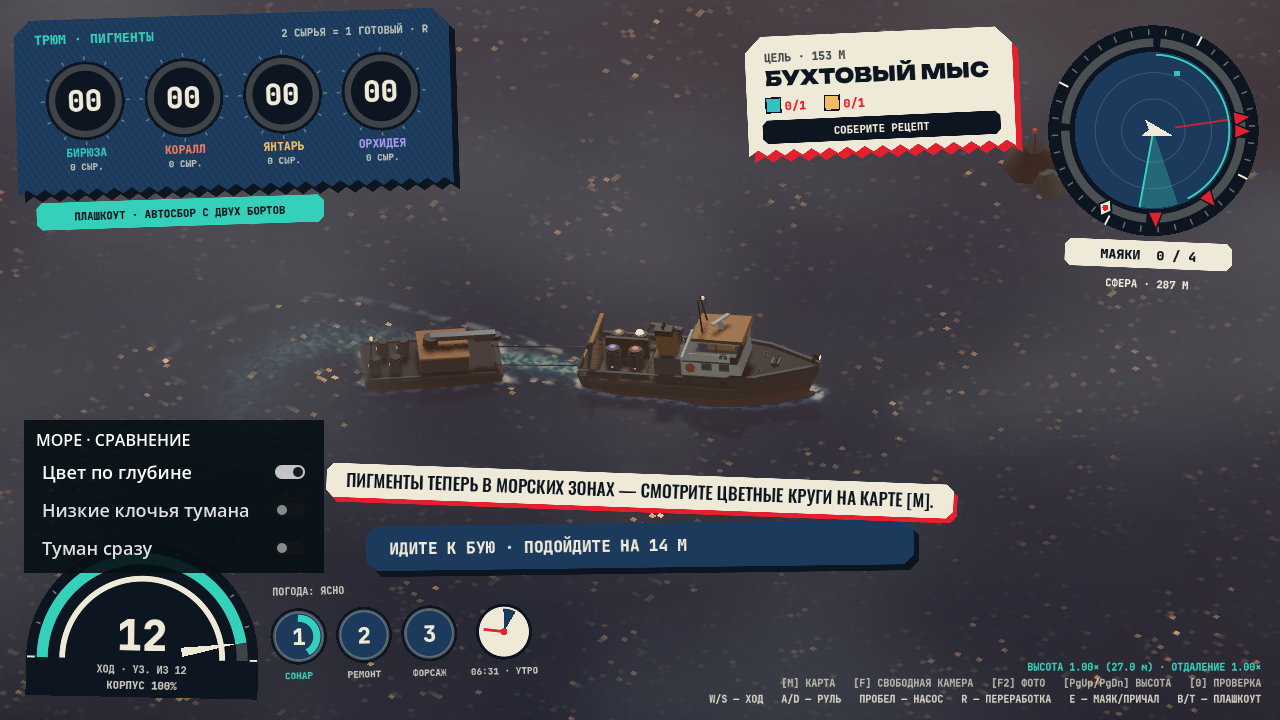 ТРЮМ · ПИГМЕНТЫ
2 СЫРЬЯ = 1 ГОТОВЫЙ · R
00 00 00 00
БИРЮЗА КОРАЛЛ ЯНТАРЬ ОРХИДЕЯ
0 СЫР. 0 СЫР. 0 СЫР. 0 СЫР.
ПЛАШКОУТ · АВТОСБОР С ДВУХ БОРТОВ
ЦЕЛЬ · 153 М
БУХТОВЫЙ МЫС
0/1 0/1
СОБЕРИТЕ РЕЦЕПТ
МАЯКИ 0 / 4
СФЕРА · 287 М
МОРЕ · СРАВНЕНИЕ
Цвет по глубине
Низкие клочья тумана
Туман сразу
ПИГМЕНТЫ ТЕПЕРЬ В МОРСКИХ ЗОНАХ — СМОТРИТЕ ЦВЕТНЫЕ КРУГИ НА КАРТЕ [M].
ИДИТЕ К БУЮ · ПОДОЙДИТЕ НА 14 М
12
ХОД · УЗ. ИЗ 12
КОРПУС 100%
ПОГОДА: ЯСНО
1 2 3
СОНАР РЕМОНТ ФОРСАЖ 06:31 · УТРО
ВЫСОТА 1.00× (27.0 м) · ОТДАЛЕНИЕ 1.00×
[M] КАРТА [F] СВОБОДНАЯ КАМЕРА [F2] ФОТО [PgUp/PgDn] ВЫСОТА [0] ПРОВЕРКА
W/S — ХОД A/D — РУЛЬ ПРОБЕЛ — НАСОС R — ПЕРЕРАБОТКА E — МАЯК/ПРИЧАЛ B/T — ПЛАШКОУТ